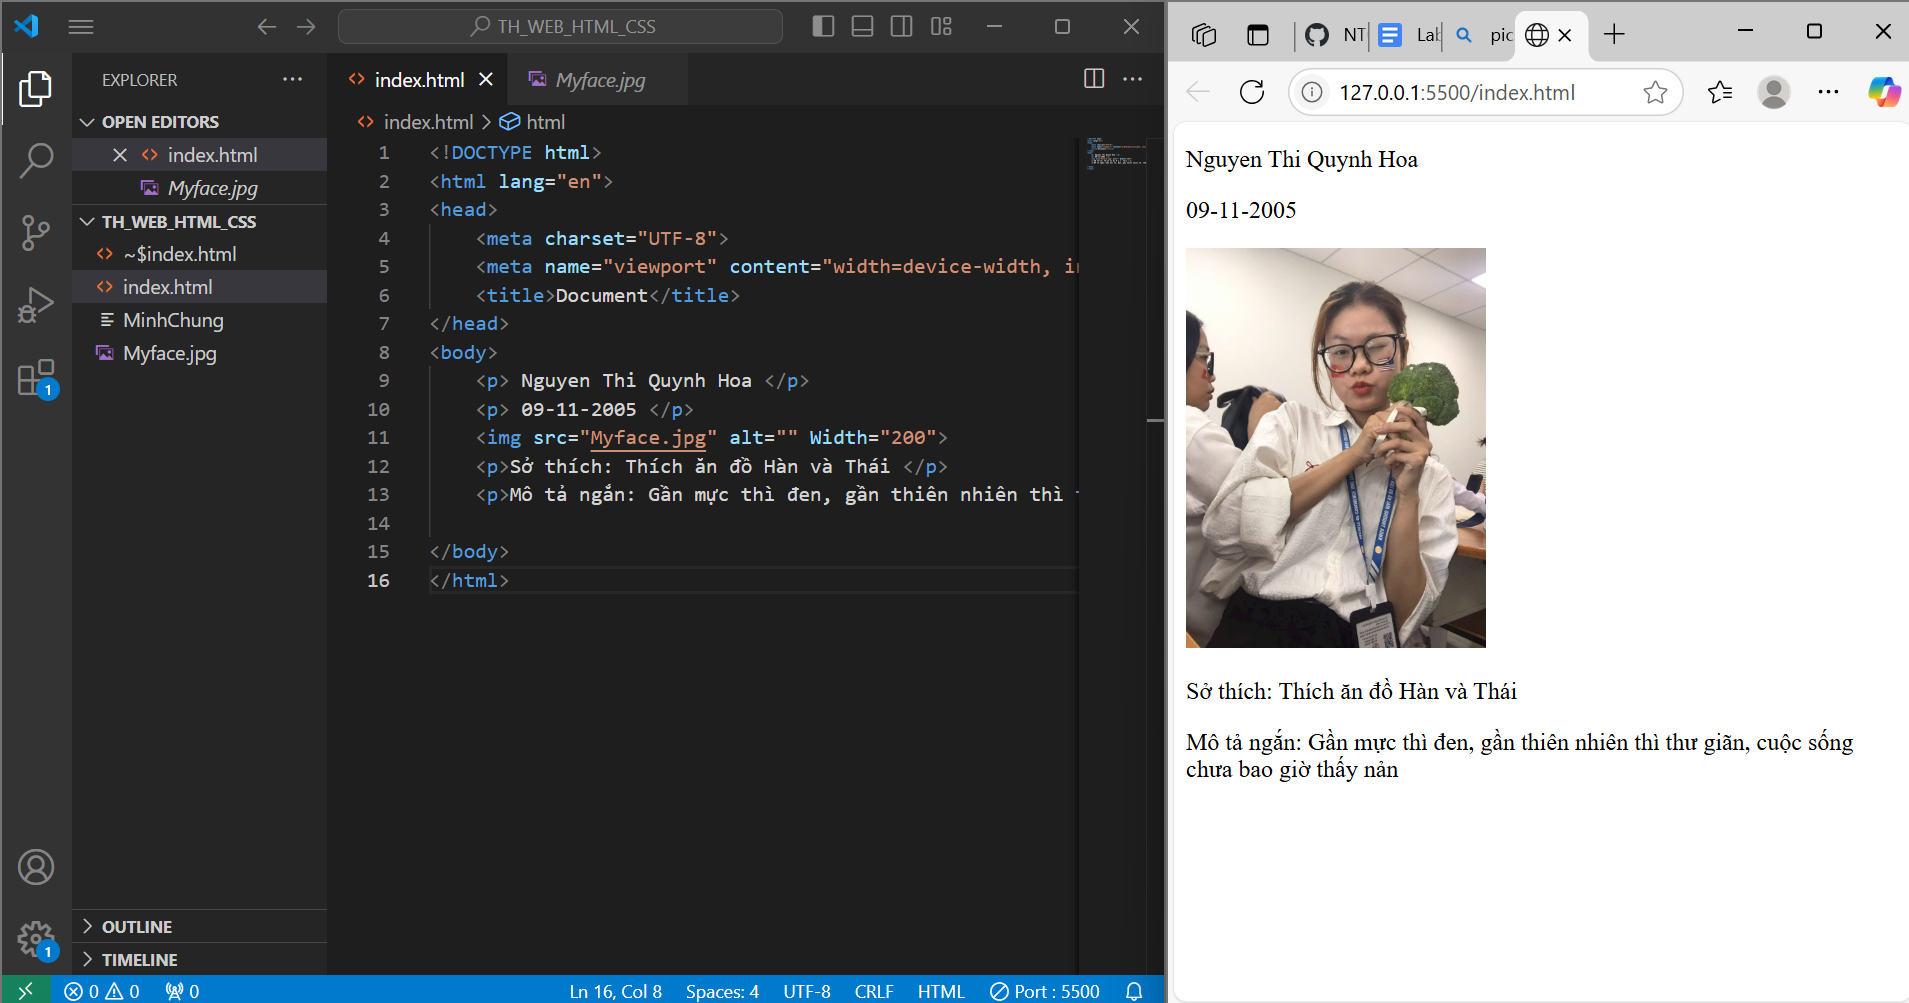 TH_WEB_HTML_CSS
EXPLORER
OPEN EDITORS
index.html
Myface.jpg
TH_WEB_HTML_CSS
~$index.html
index.html
MinhChung
Myface.jpg
OUTLINE
TIMELINE
1
1
index.html
Myface.jpg
index.html > html
1 <!DOCTYPE html>
2 <html lang="en">
3 <head>
4 <meta charset="UTF-8">
5 <meta name="viewport" content="width=device-width, in
6 <title>Document</title>
7 </head>
8 <body>
9 <p> Nguyen Thi Quynh Hoa </p>
10 <p> 09-11-2005 </p>
11 <img src="Myface.jpg" alt="" Width="200">
12 <p>Sở thích: Thích ăn đồ Hàn và Thái </p>
13 <p>Mô tả ngắn: Gần mực thì đen, gần thiên nhiên thì t
14
15 </body>
16 </html>
0 0 0
Ln 16, Col 8 Spaces: 4 UTF-8 CRLF HTML Port : 5500
NT Lab pic
127.0.0.1:5500/index.html
Nguyen Thi Quynh Hoa
09-11-2005
Sở thích: Thích ăn đồ Hàn và Thái
Mô tả ngắn: Gần mực thì đen, gần thiên nhiên thì thư giãn, cuộc sống
chưa bao giờ thấy nản